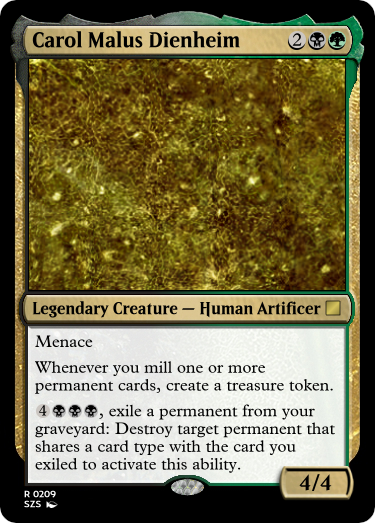 Carol Malus Dienheim 2
Legendary Creature — Human Artificer
Menace
Whenever you mill one or more
permanent cards, create a treasure token.
4, exile a permanent from your
graveyard: Destroy target permanent that
shares a card type with the card you
exiled to activate this ability.
4/4
R 0209
SZS